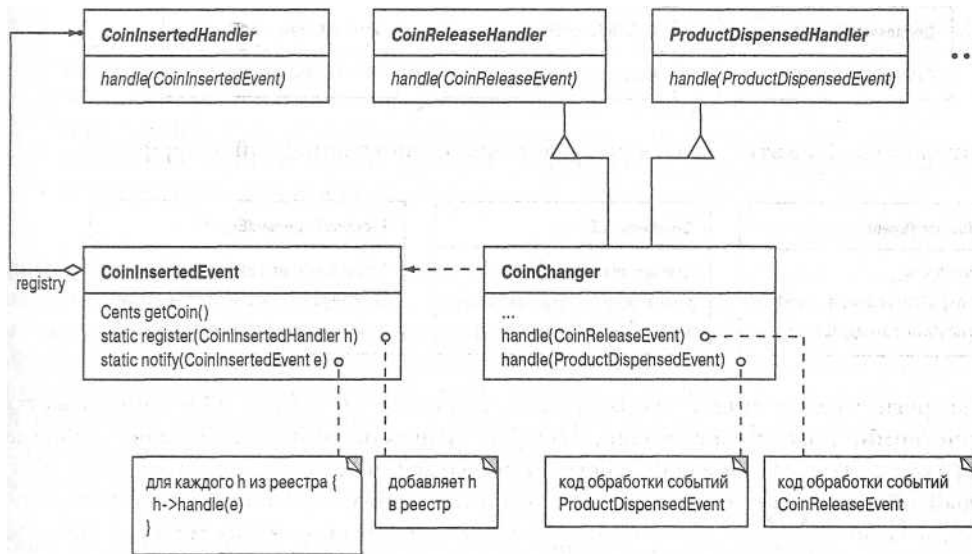 CoinInsertedHandler
handle(CoinInsertedEvent)
CoinReleaseHandler
handle(CoinReleaseEvent)
ProductDispensedHandler
handle(ProductDispensedEvent)
registry
CoinInsertedEvent
Cents getCoin()
static register(CoinInsertedHandler h)
static notify(CoinInsertedEvent e)
CoinChanger
...
handle(CoinReleaseEvent)
handle(ProductDispensedEvent)
для каждого h из реестра {
h->handle(e)
}
добавляет h
в реестр
код обработки событий
ProductDispensedEvent
код обработки событий
CoinReleaseEvent